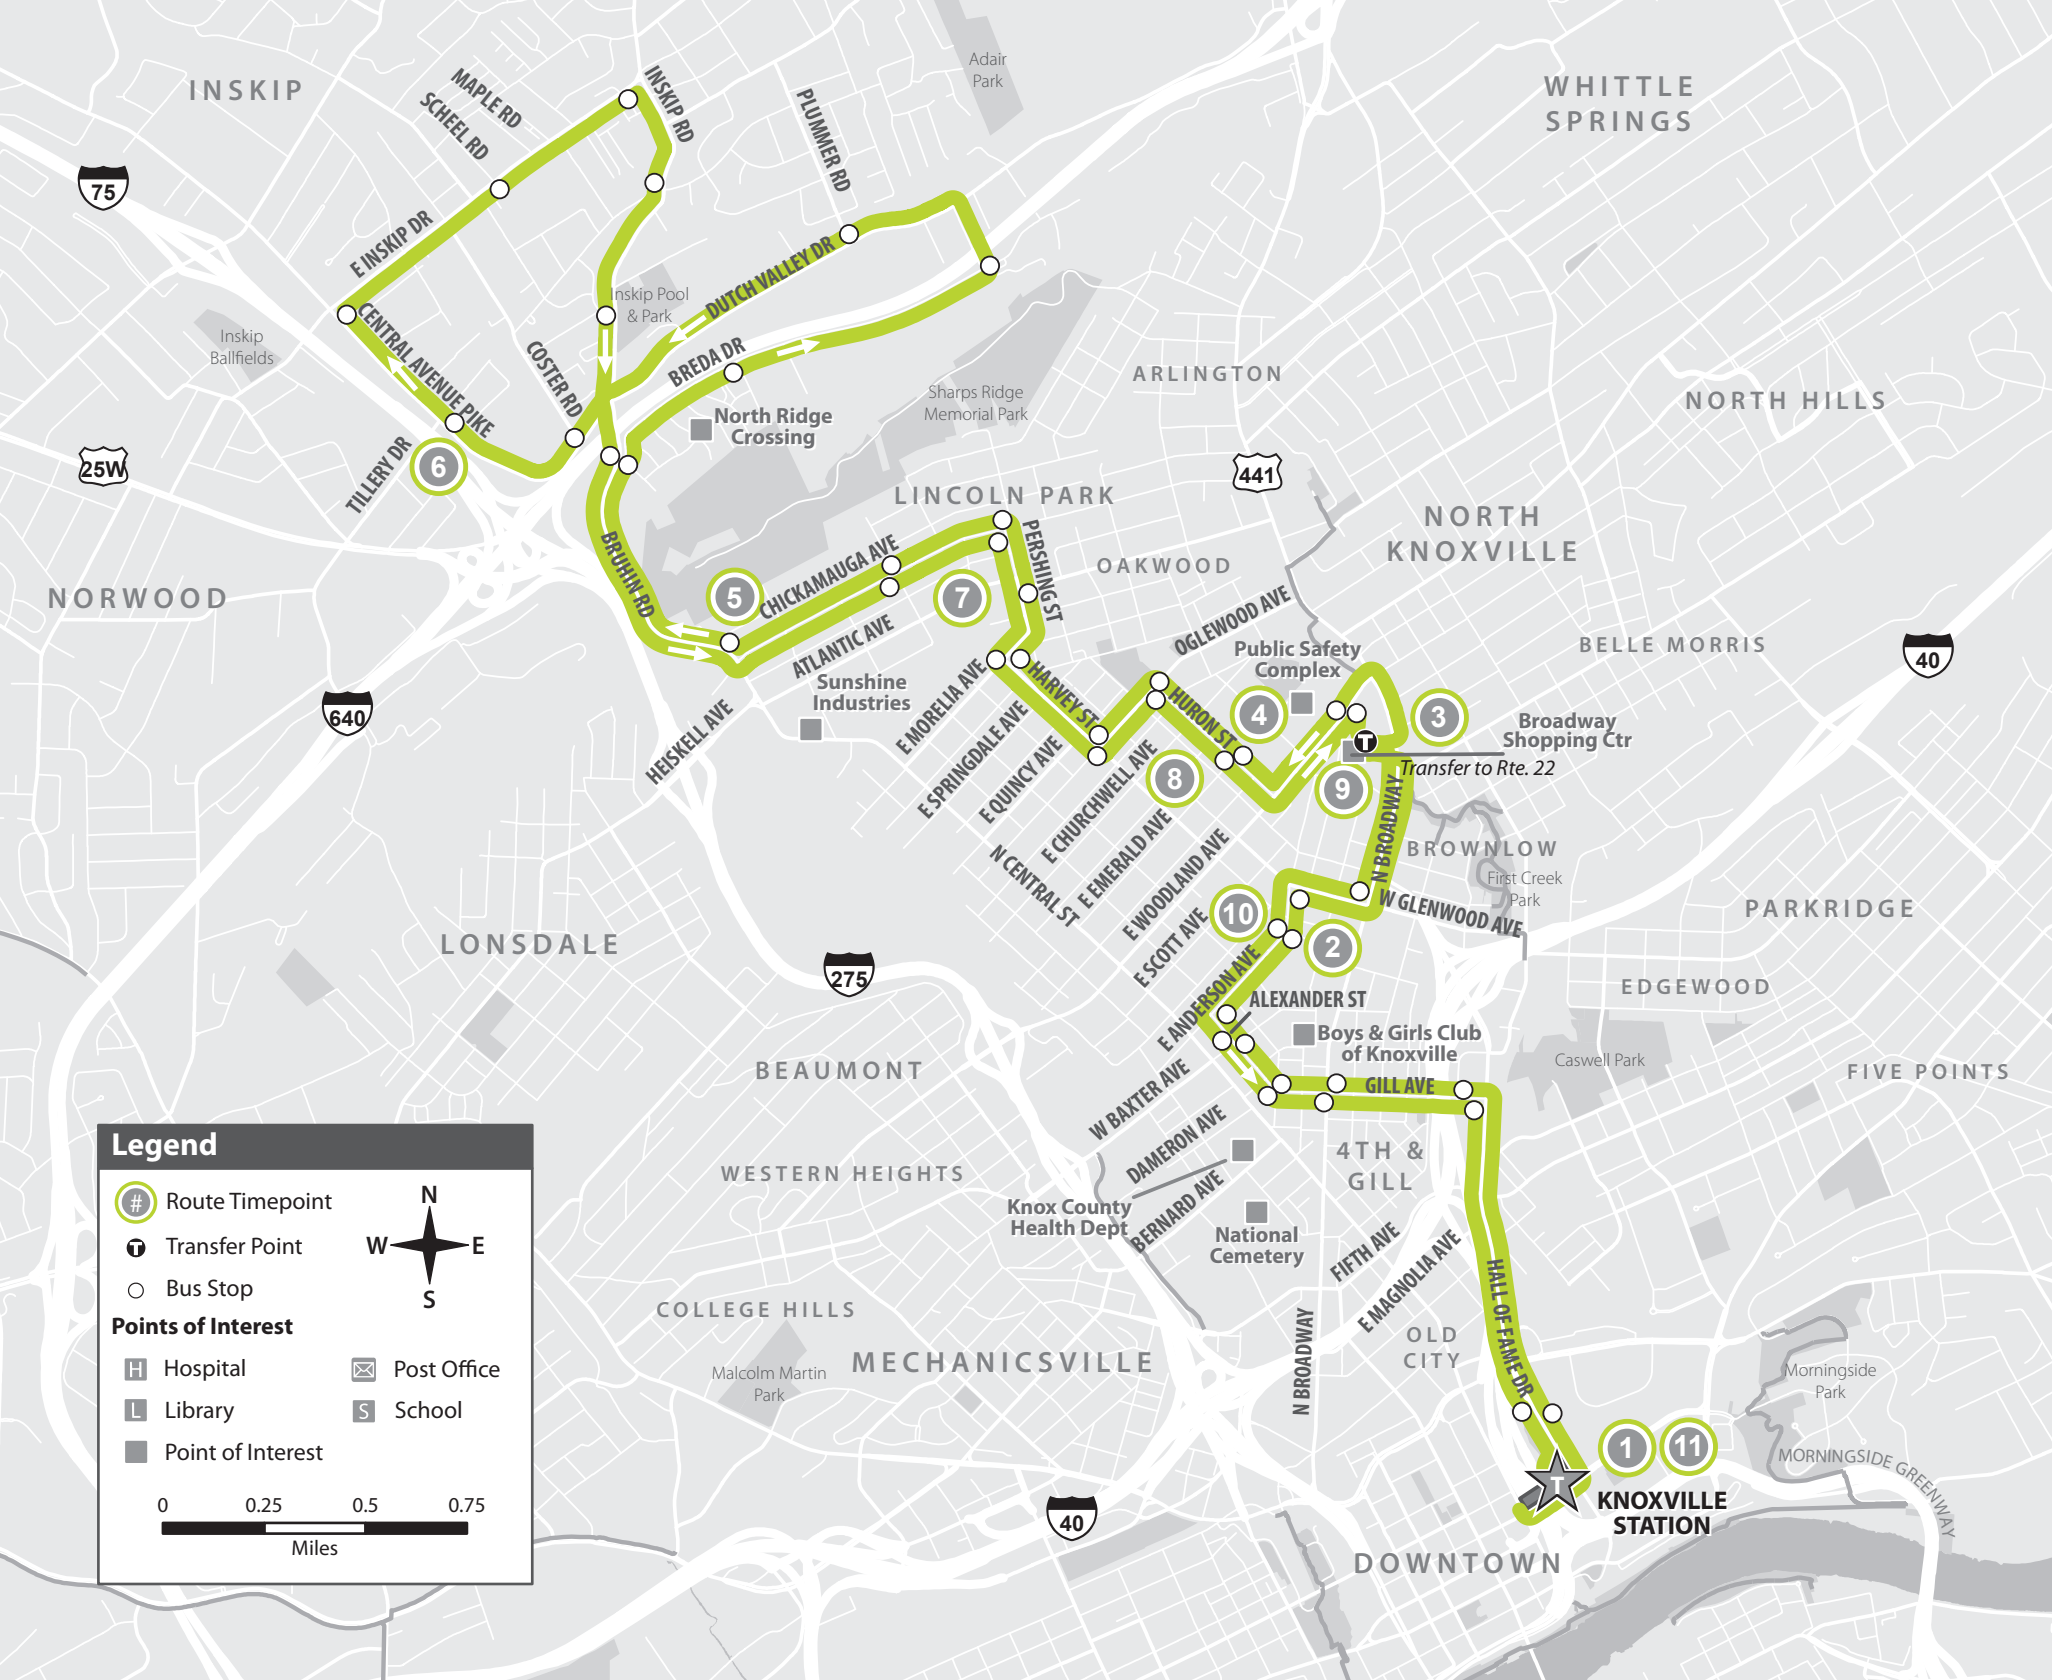 INSKIP
MAPLE RD
SCHEEL RD
INSKIP RD
PLUMMER RD
Adair
Park
WHITTLE
SPRINGS
75
E INSKIP DR
Inskip Pool
& Park
DUTCH VALLEY DR
CENTRAL AVENUE PIKE
Inskip
Ballfields
COSTER RD
BREDA DR
ARLINGTON
Sharps Ridge
Memorial Park
NORTH HILLS
North Ridge
Crossing
25W
TILLERY DR
6
441
LINCOLN PARK
NORTH
KNOXVILLE
BRUHIN RD
CHICKAMAUGA AVE
PERSHING ST
OAKWOOD
NORWOOD
5
7
OGLEWOOD AVE
ATLANTIC AVE
Public Safety
Complex
BELLE MORRIS
40
Sunshine
Industries
E MORELIA AVE
HARVEY ST
HURON ST
4
3
Broadway
Shopping Ctr
640
HEISKELL AVE
E SPRINGDALE AVE
E QUINCY AVE
E CHURCHWELL AVE
8
9
T
Transfer to Rte. 22
N CENTRAL ST
E EMERALD AVE
E WOODLAND AVE
N BROADWAY
BROWNLOW
First Creek
Park
W GLENWOOD AVE
PARKRIDGE
10
2
E SCOTT AVE
LONSDALE
275
E ANDERSON AVE
ALEXANDER ST
EDGEWOOD
Boys & Girls Club
of Knoxville
Caswell Park
BEAUMONT
W BAXTER AVE
GILL AVE
FIVE POINTS
DAMERON AVE
4TH &
GILL
WESTERN HEIGHTS
Knox County
Health Dept
BERNARD AVE
National
Cemetery
FIFTH AVE
E MAGNOLIA AVE
HALL OF FAME DR
COLLEGE HILLS
N BROADWAY
OLD
CITY
MECHANICSVILLE
Malcolm Martin
Park
Morningside
Park
1
11
MORNINGSIDE GREENWAY
T
KNOXVILLE
STATION
40
DOWNTOWN
Legend
# Route Timepoint
T Transfer Point
Bus Stop
N
W E
S
Points of Interest
H Hospital
Post Office
L Library
S School
Point of Interest
0 0.25 0.5 0.75
Miles